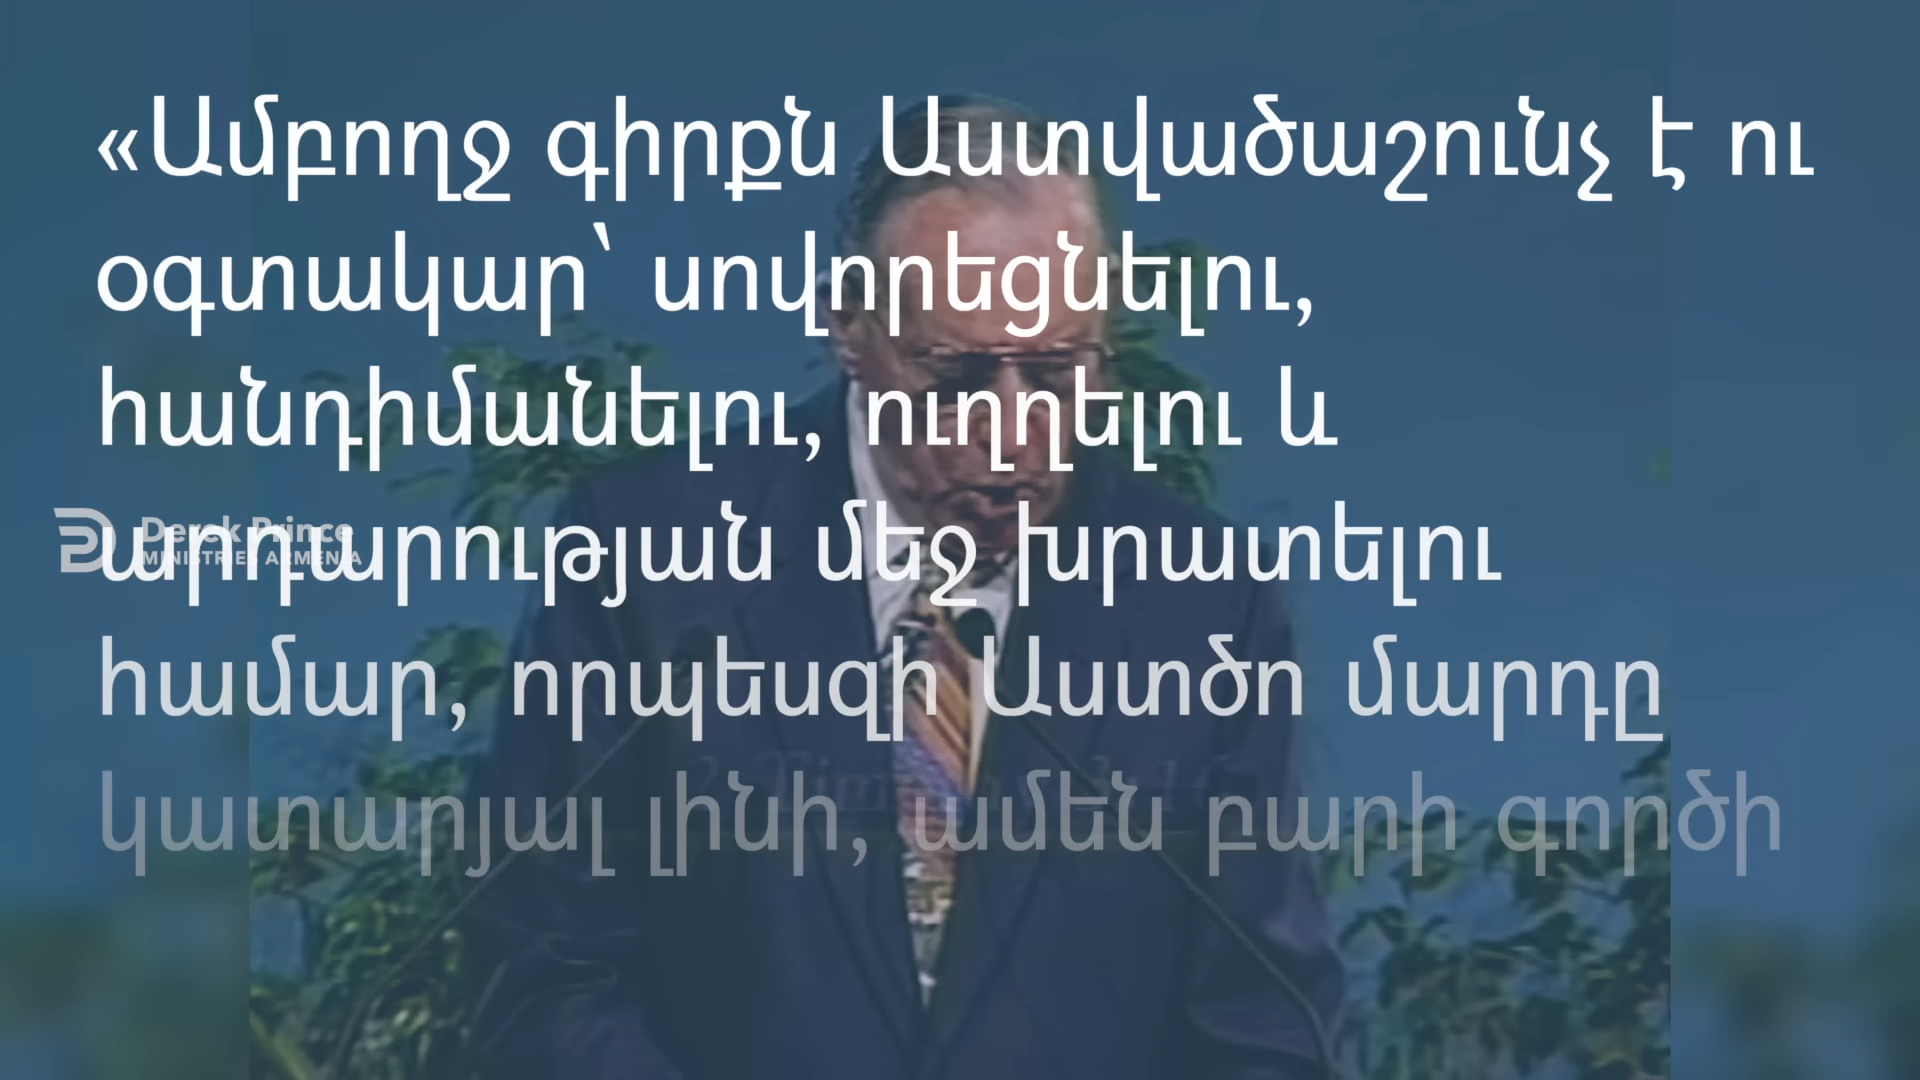 «Ամբողջ գիրքն Աստվածաշունչ է ու
օգտակար՝ սովորեցնելու,
հանդիմանելու, ուղղելու և
Derek Prince
MINISTRIES ARMENIA
արդարության մեջ խրատելու
համար, որպեսզի Աստծո մարդը
կատարյալ լինի, ամեն բարի գործի